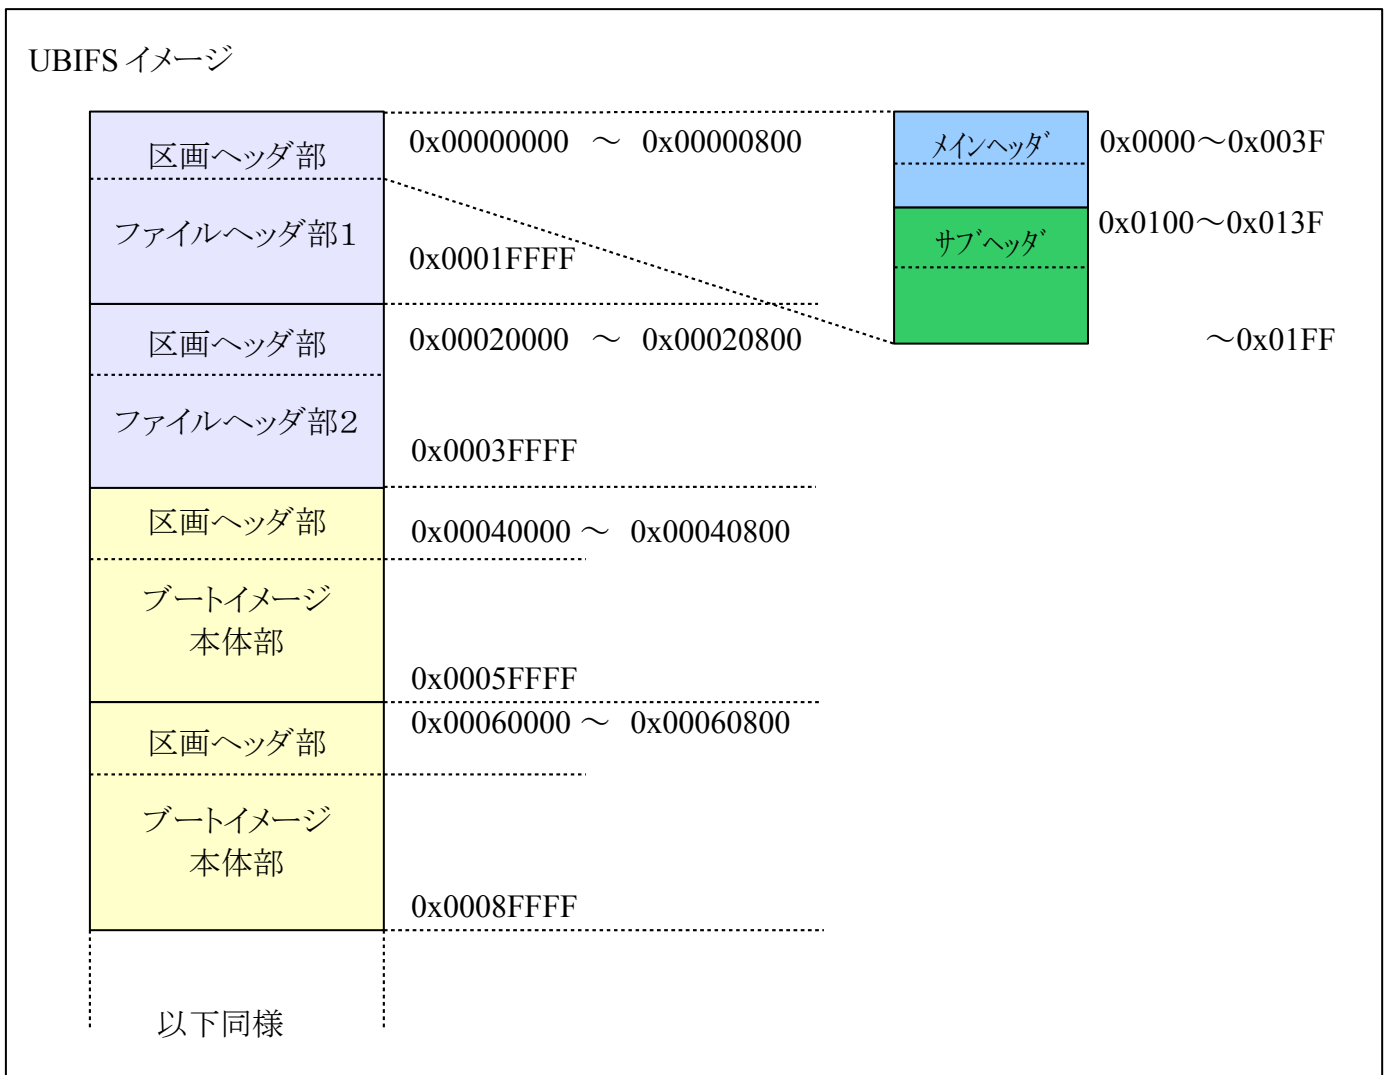 UBIFS イメージ
区画ヘッダ部
0x00000000 ～ 0x00000800
ファイルヘッダ部１
0x0001FFFF
区画ヘッダ部
0x00020000 ～ 0x00020800
ファイルヘッダ部２
0x0003FFFF
区画ヘッダ部
0x00040000 ～ 0x00040800
ブートイメージ
本体部
0x0005FFFF
区画ヘッダ部
0x00060000 ～ 0x00060800
ブートイメージ
本体部
0x0008FFFF
以下同様
ﾒｲﾝﾍｯﾀﾞ
0x0000～0x003F
ｻﾌﾞﾍｯﾀﾞ
0x0100～0x013F
～0x01FF